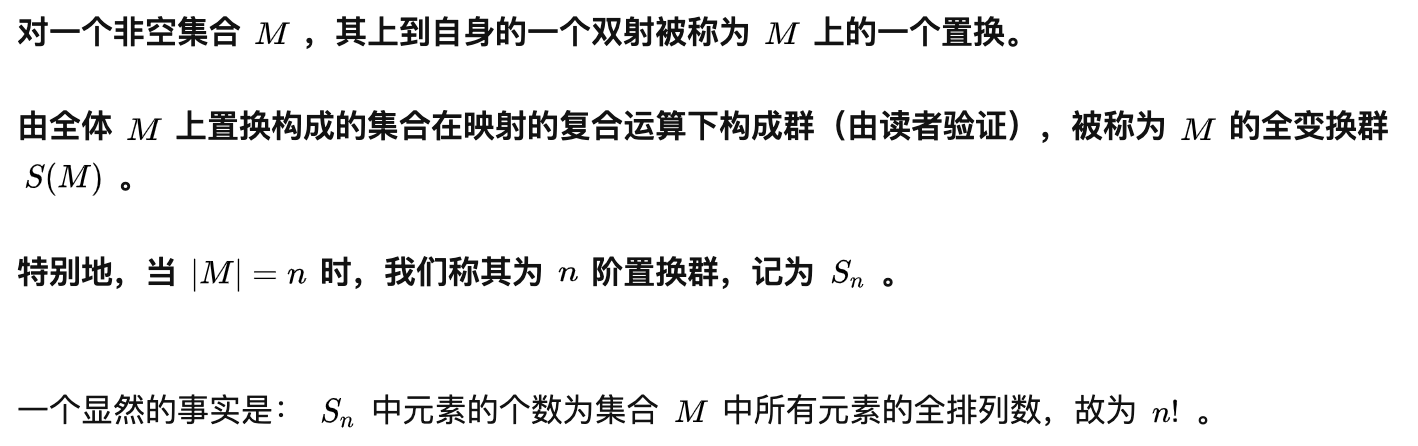 对一个非空集合 M ，其上到自身的一个双射被称为 M 上的一个置换。
由全体 M 上置换构成的集合在映射的复合运算下构成群（由读者验证），被称为 M 的全变换群
S(M) 。
特别地，当 |M| = n 时，我们称其为 n 阶置换群，记为 Sₙ 。
一个显然的事实是： Sₙ 中元素的个数为集合 M 中所有元素的全排列数，故为 n! 。